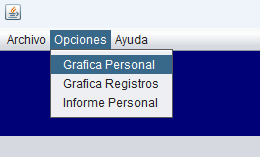 Archivo Opciones Ayuda
Grafica Personal
Grafica Registros
Informe Personal